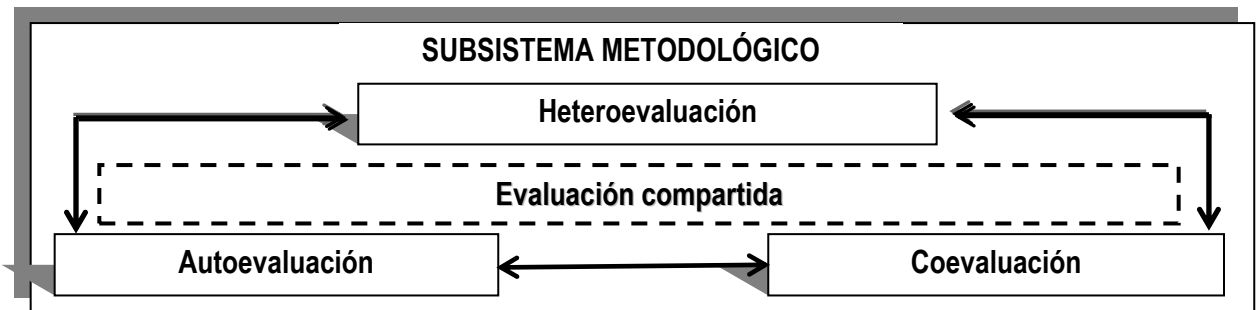 SUBSISTEMA METODOLÓGICO
Heteroevaluación
Evaluación compartida
Autoevaluación
Coevaluación